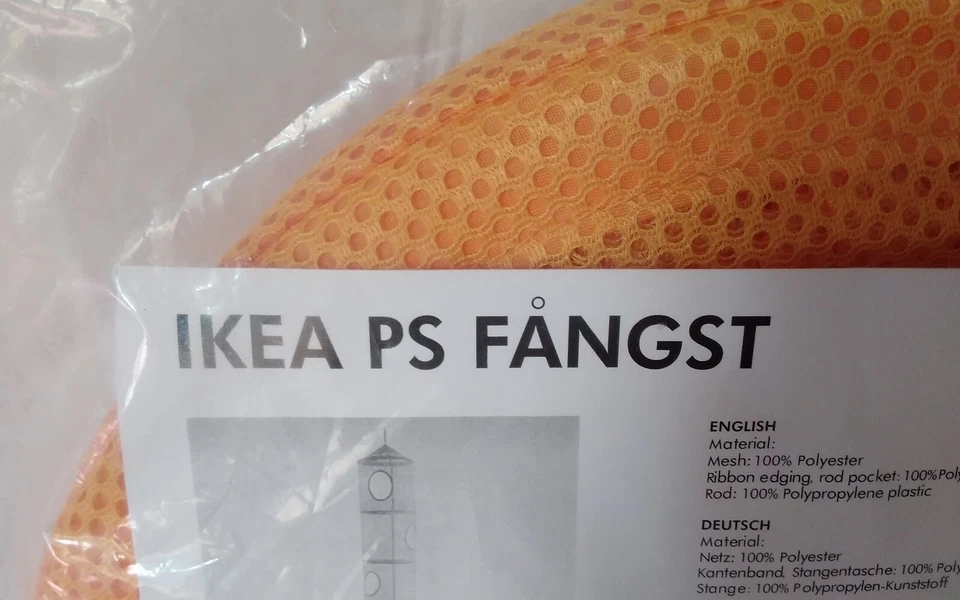 IKEA PS FÅNGST
ENGLISH
Material:
Mesh: 100% Polyester
Ribbon edging, rod pocket: 100%Poly
Rod: 100% Polypropylene plastic
DEUTSCH
Material:
Netz: 100% Polyester
Kantenband, Stangentasche: 100% Poly
Stange: 100% Polypropylen-Kunststoff